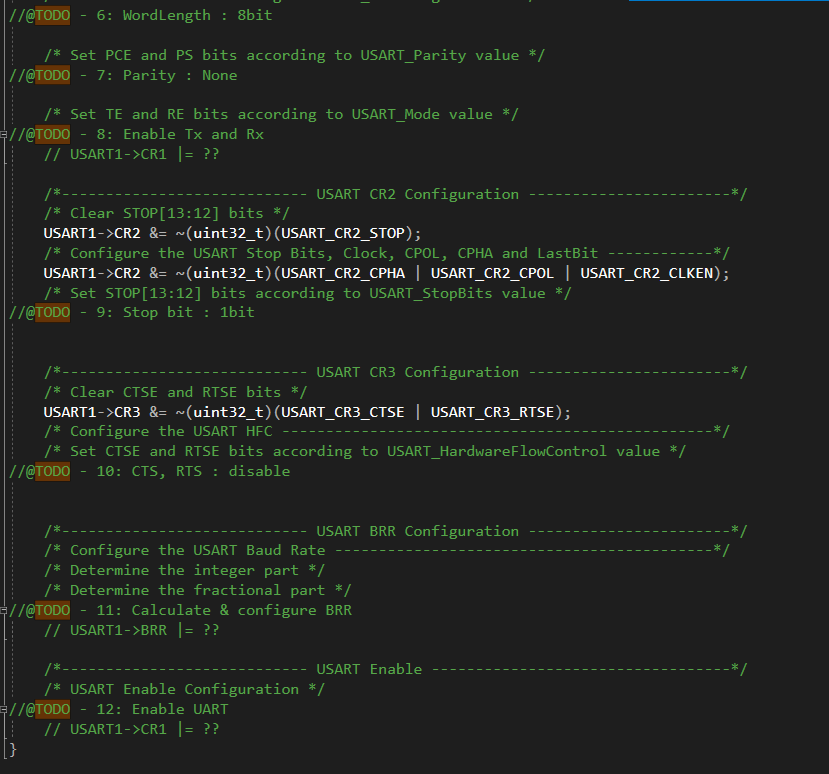 //@TODO - 6: WordLength : 8bit
/* Set PCE and PS bits according to USART_Parity value */
//@TODO - 7: Parity : None
/* Set TE and RE bits according to USART_Mode value */
//@TODO - 8: Enable Tx and Rx
// USART1->CR1 |= ??
/*---------------------------- USART CR2 Configuration -----------------------*/
/* Clear STOP[13:12] bits */
USART1->CR2 &= ~(uint32_t)(USART_CR2_STOP);
/* Configure the USART Stop Bits, Clock, CPOL, CPHA and LastBit ------------*/
USART1->CR2 &= ~(uint32_t)(USART_CR2_CPHA | USART_CR2_CPOL | USART_CR2_CLKEN);
/* Set STOP[13:12] bits according to USART_StopBits value */
//@TODO - 9: Stop bit : 1bit
/*---------------------------- USART CR3 Configuration -----------------------*/
/* Clear CTSE and RTSE bits */
USART1->CR3 &= ~(uint32_t)(USART_CR3_CTSE | USART_CR3_RTSE);
/* Configure the USART HFC -------------------------------------------------*/
/* Set CTSE and RTSE bits according to USART_HardwareFlowControl value */
//@TODO - 10: CTS, RTS : disable
/*---------------------------- USART BRR Configuration -----------------------*/
/* Configure the USART Baud Rate -------------------------------------------*/
/* Determine the integer part */
/* Determine the fractional part */
//@TODO - 11: Calculate & configure BRR
// USART1->BRR |= ??
/*---------------------------- USART Enable ----------------------------------*/
/* USART Enable Configuration */
//@TODO - 12: Enable UART
// USART1->CR1 |= ??
}